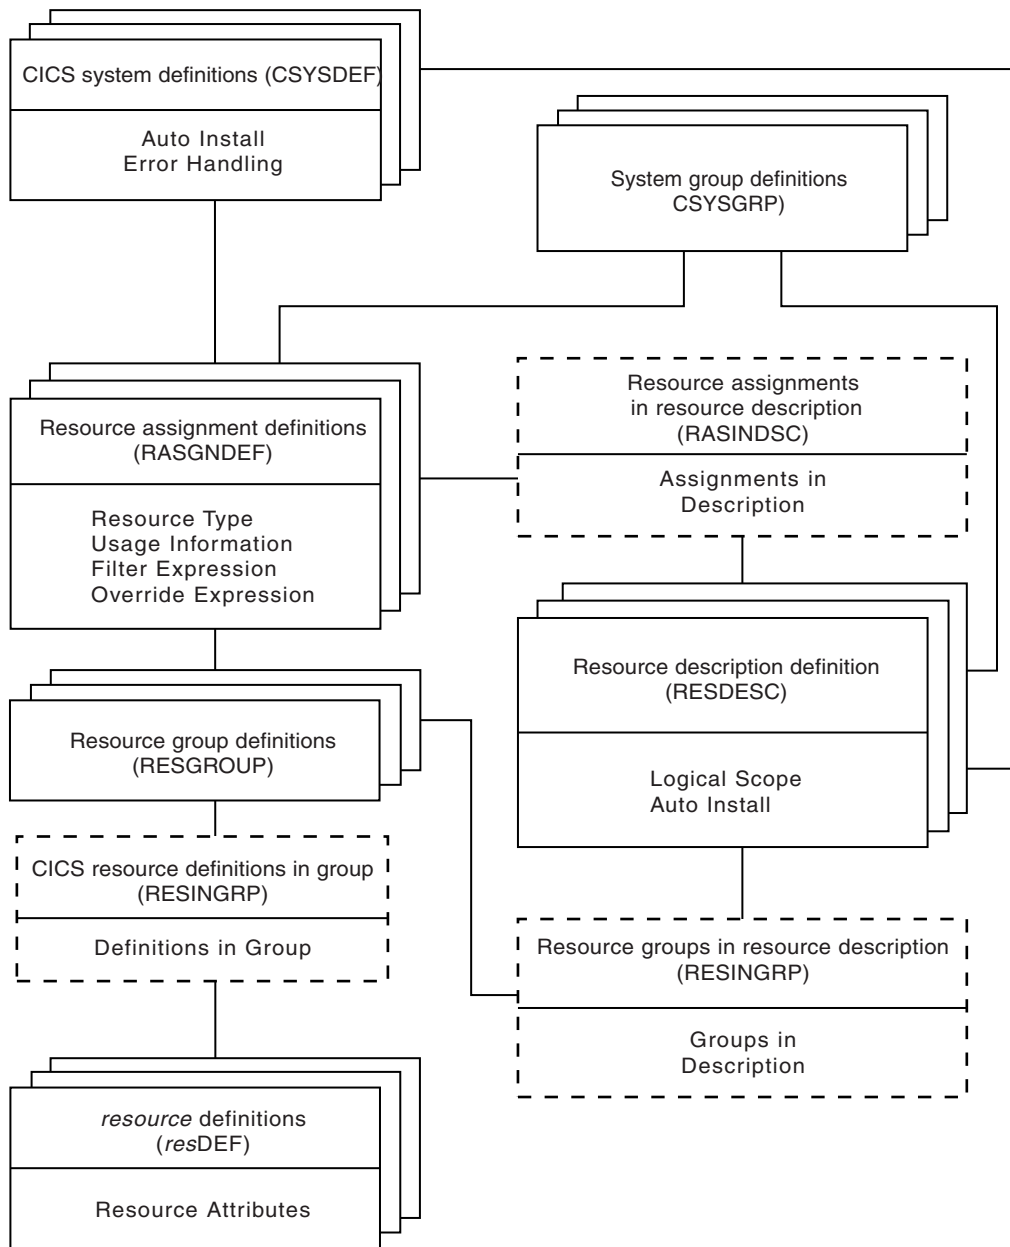 CICS system definitions (CSYSDEF)
Auto Install
Error Handling
System group definitions
CSYSGRP)
Resource assignment definitions
(RASGNDEF)
Resource Type
Usage Information
Filter Expression
Override Expression
Resource assignments
in resource description
(RASINDSC)
Assignments in
Description
Resource description definition
(RESDESC)
Logical Scope
Auto Install
Resource group definitions
(RESGROUP)
CICS resource definitions in group
(RESINGRP)
Definitions in Group
Resource groups in resource description
(RESINGRP)
Groups in
Description
resource definitions
(resDEF)
Resource Attributes